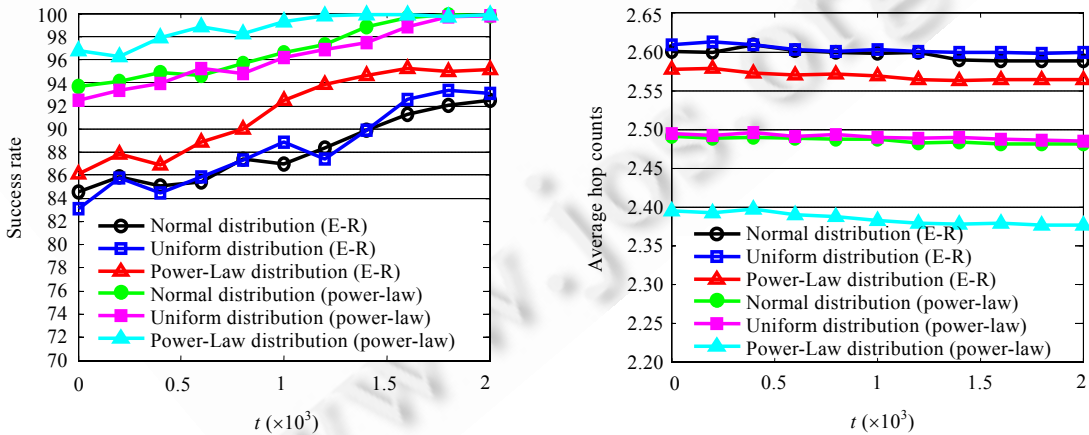 Success rate
100
98
96
94
92
90
88
86
84
82
80
98
76
74
72
70
Normal distribution (E-R)
Uniform distribution (E-R)
Power-Law distribution (E-R)
Normal distribution (power-law)
Uniform distribution (power-law)
Power-Law distribution (power-law)
0 0.5 1 1.5 2
t (×10³)
Average hop counts
2.65
2.60
2.55
2.50
2.45
2.40
2.35
2.30
2.25
2.20
Normal distribution (E-R)
Uniform distribution (E-R)
Power-Law distribution (E-R)
Normal distribution (power-law)
Uniform distribution (power-law)
Power-Law distribution (power-law)
0 0.5 1 1.5 2
t (×10³)